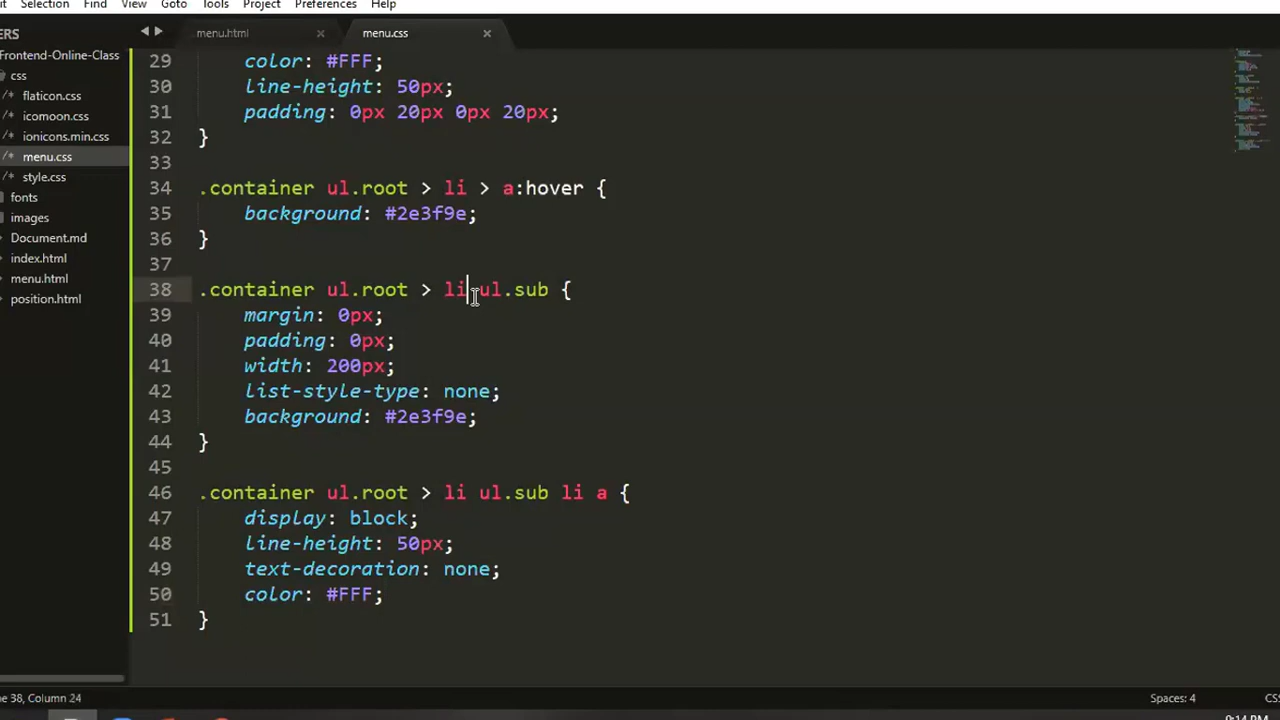 Selection Find View Goto Tools Project Preferences Help
ERS
menu.html
menu.css
Frontend-Online-Class
css
/* flaticon.css
/* icomoon.css
/* ionicons.min.css
/* menu.css
/* style.css
fonts
images
Document.md
index.html
menu.html
position.html
29 color: #FFF;
30 line-height: 50px;
31 padding: 0px 20px 0px 20px;
32 }
33
34 .container ul.root > li > a:hover {
35 background: #2e3f9e;
36 }
37
38 .container ul.root > li ul.sub {
39 margin: 0px;
40 padding: 0px;
41 width: 200px;
42 list-style-type: none;
43 background: #2e3f9e;
44 }
45
46 .container ul.root > li ul.sub li a {
47 display: block;
48 line-height: 50px;
49 text-decoration: none;
50 color: #FFF;
51 }
ne 38, Column 24
Spaces: 4
CSS